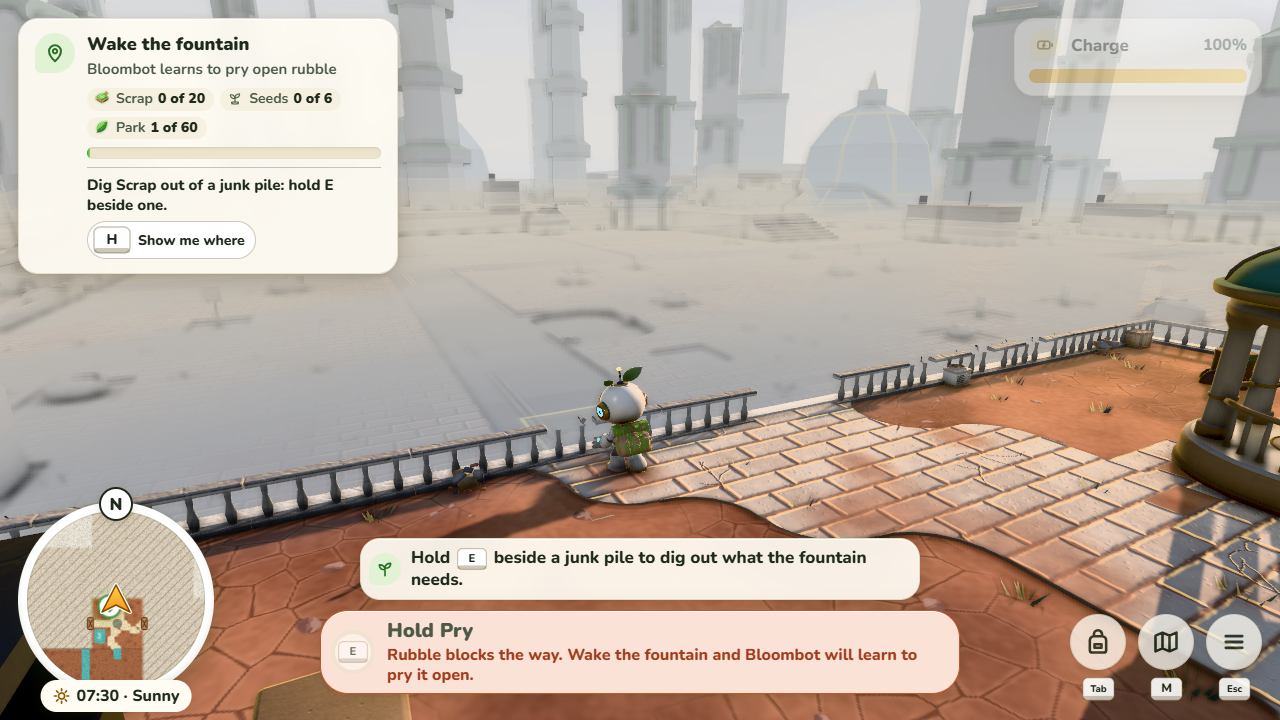 Wake the fountain
Bloombot learns to pry open rubble
Scrap 0 of 20 Seeds 0 of 6
Park 1 of 60
Dig Scrap out of a junk pile: hold E
beside one.
H Show me where
Charge 100%
N
07:30 · Sunny
Hold E beside a junk pile to dig out what the fountain
needs.
E Hold Pry
Rubble blocks the way. Wake the fountain and Bloombot will learn to
pry it open.
Tab M Esc